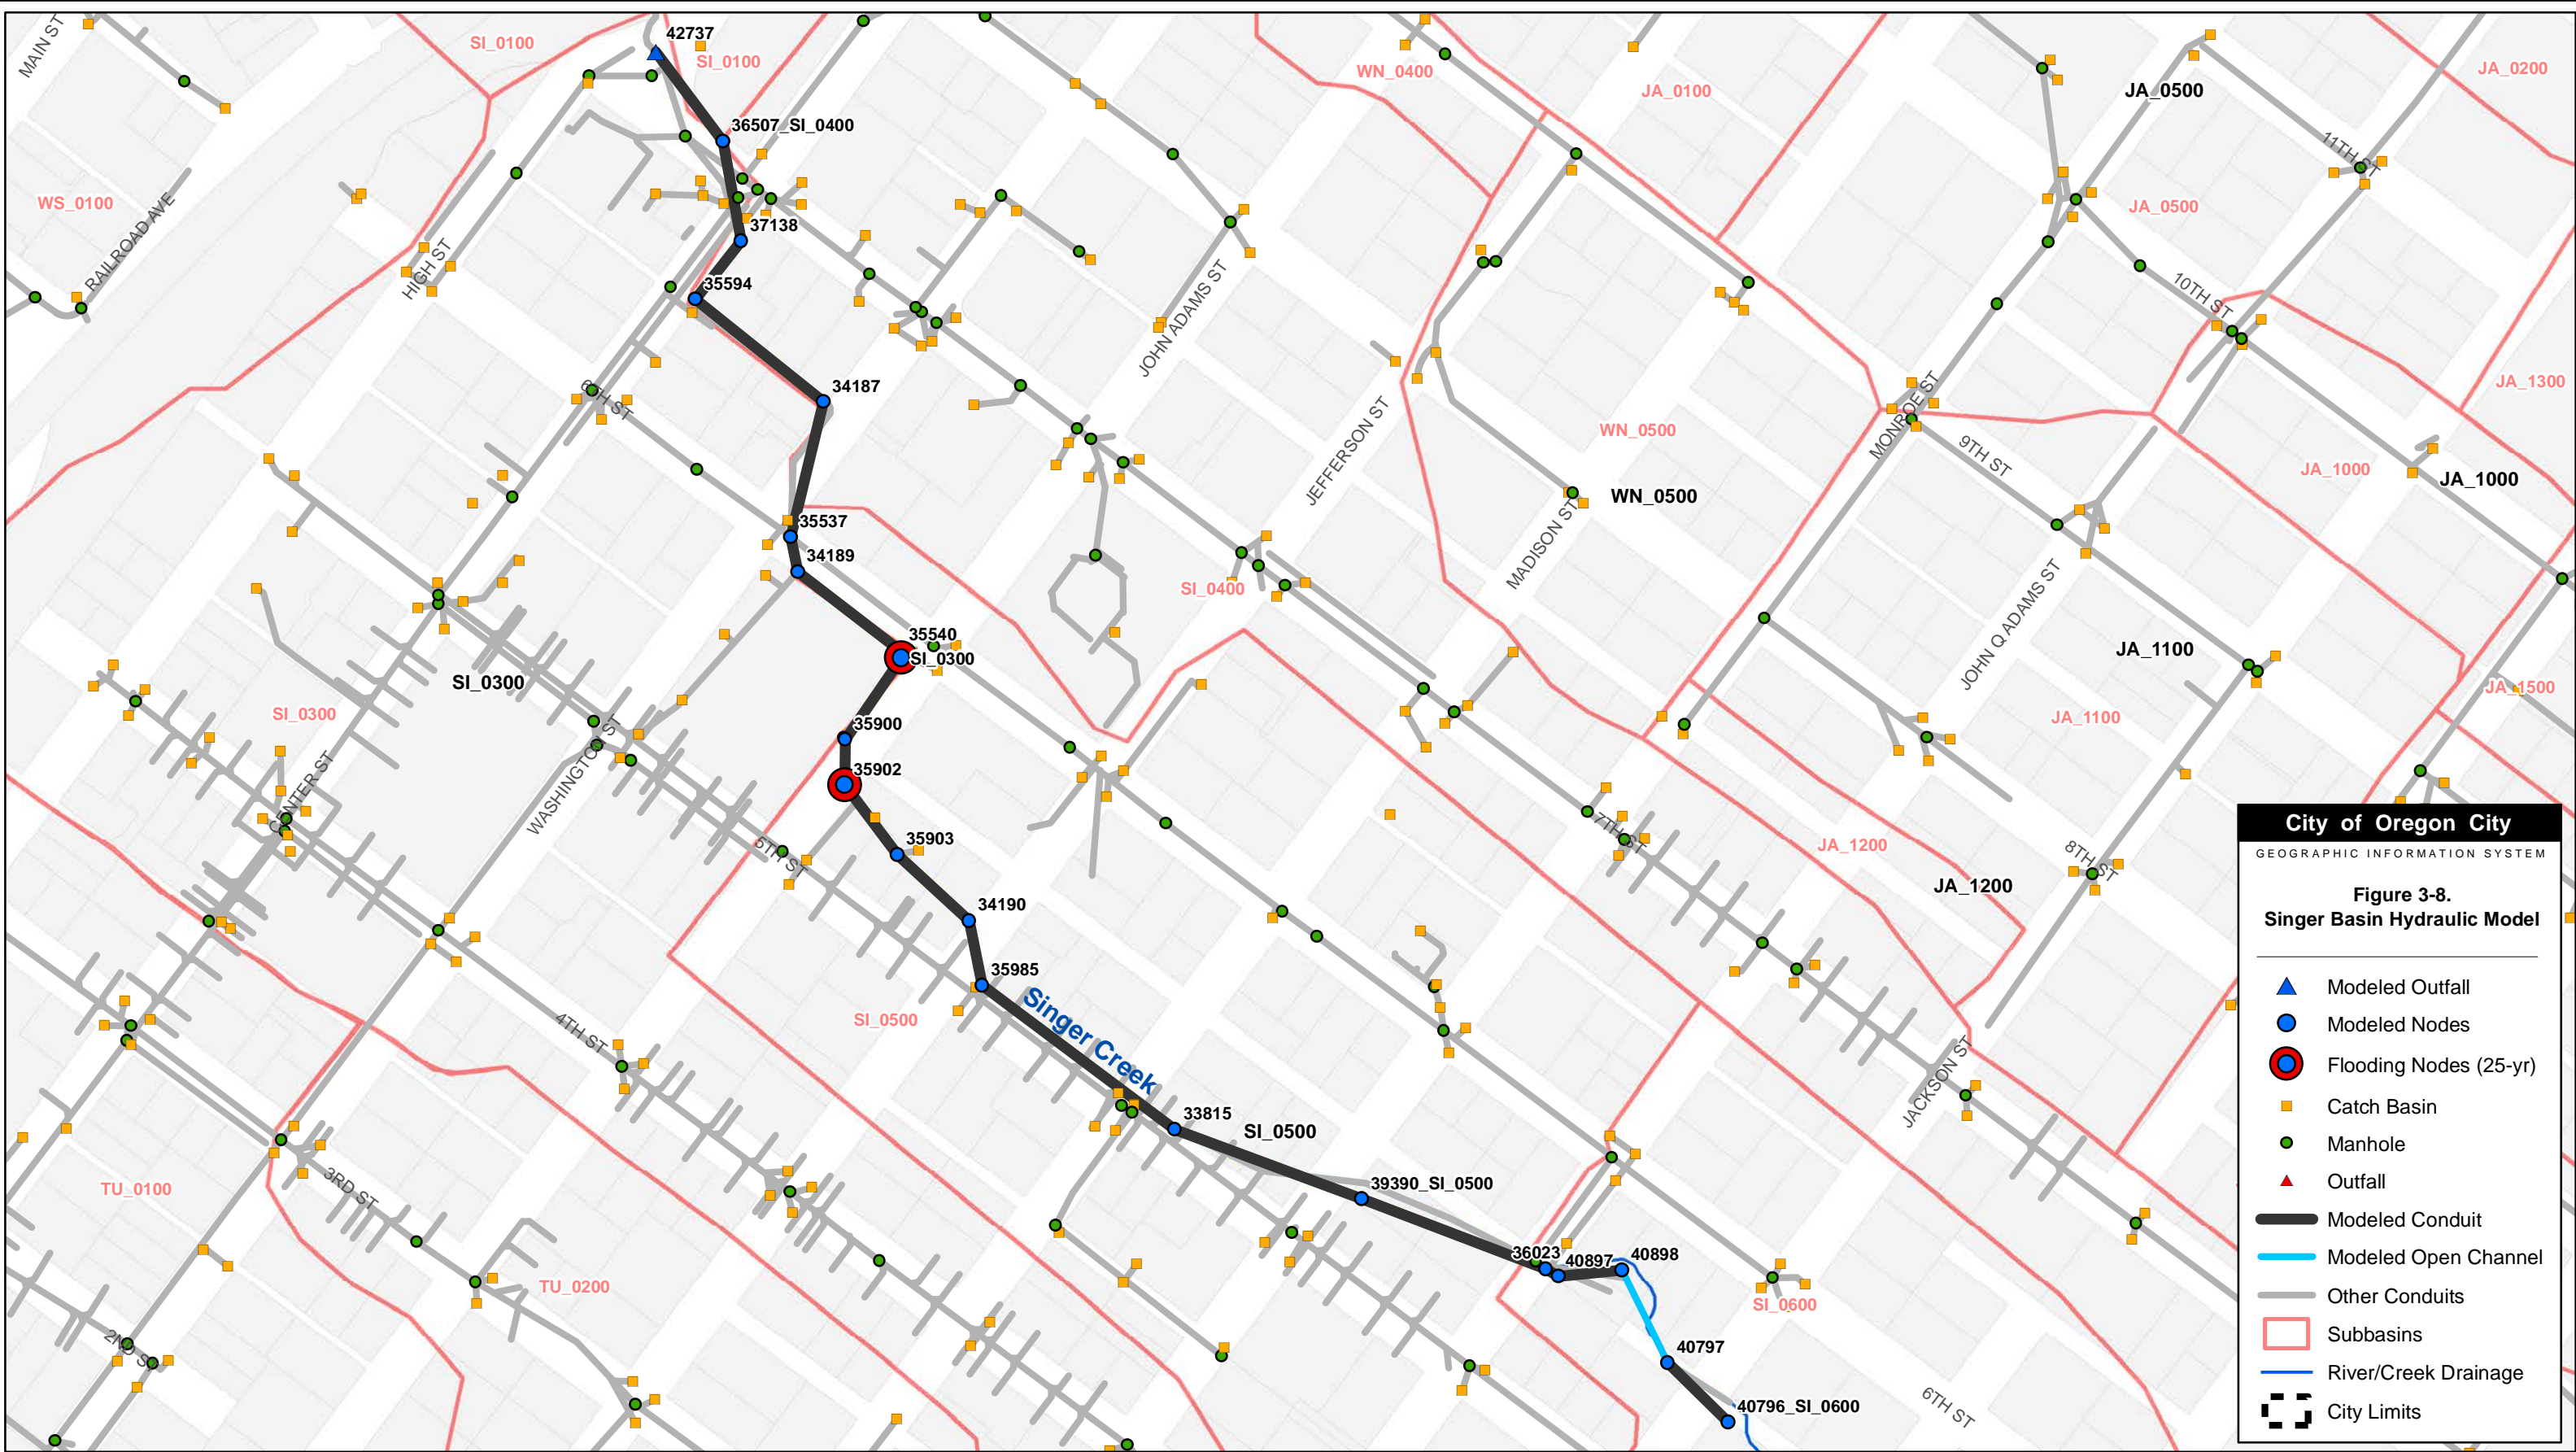 MAIN ST
SI_0100
42737
SI_0100
WN_0400
JA_0100
JA_0500
JA_0200
36507_SI_0400
11TH ST
WS_0100
RAILROAD AVE
HIGH ST
37138
JA_0500
35594
JOHN ADAMS ST
10TH ST
34187
6TH ST
JEFFERSON ST
WN_0500
MONROE ST
9TH ST
JA_1300
JA_1000
JA_1000
WN_0500
35537
34189
MADISON ST
SI_0400
JOHN Q ADAMS ST
35540
SI_0300
SI_0300
SI_0300
JA_1100
JA_1500
JA_1100
35900
35902
WASHINGTON ST
CENTER ST
5TH ST
35903
7TH ST
JA_1200
JA_1200
8TH ST
34190
35985
Singer Creek
SI_0500
4TH ST
JACKSON ST
33815
SI_0500
39390_SI_0500
TU_0100
3RD ST
TU_0200
36023
40897
40898
SI_0600
2ND ST
40797
40796_SI_0600
6TH ST
City of Oregon City
GEOGRAPHIC INFORMATION SYSTEM
Figure 3-8.
Singer Basin Hydraulic Model
Modeled Outfall
Modeled Nodes
Flooding Nodes (25-yr)
Catch Basin
Manhole
Outfall
Modeled Conduit
Modeled Open Channel
Other Conduits
Subbasins
River/Creek Drainage
City Limits